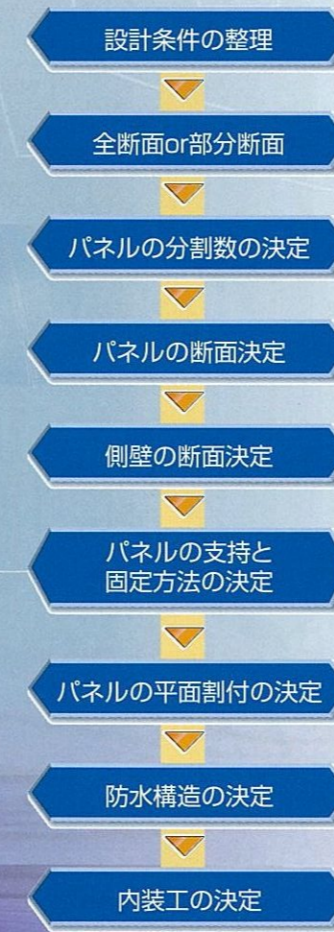 設計条件の整理
全断面or部分断面
パネルの分割数の決定
パネルの断面決定
側壁の断面決定
パネルの支持と
固定方法の決定
パネルの平面割付の決定
防水構造の決定
内装工の決定